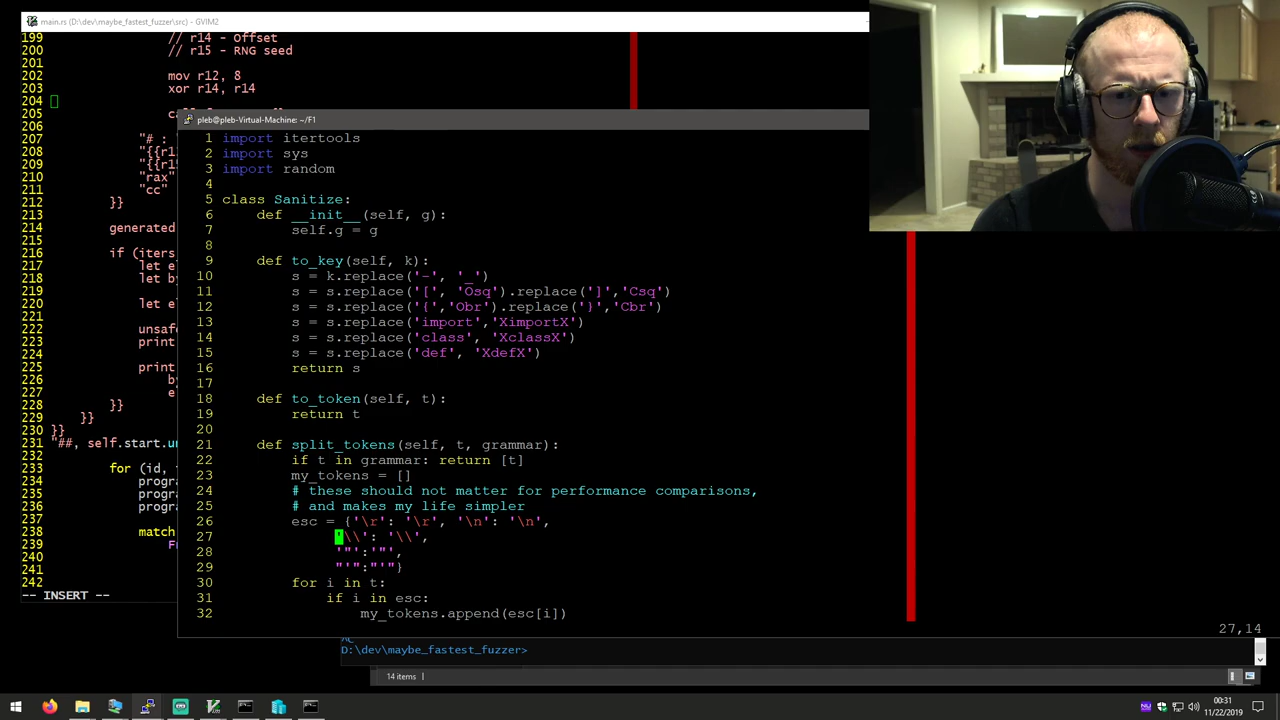 main.rs (D:\dev\maybe_fastest_fuzzer\src) - GVIM2
199 // r14 - Offset
200 // r15 - RNG seed
201
202 mov r12, 8
203 xor r14, r14
204
205
206
207 "# :
208 "{{r1
209 "{{r1
210 "rax"
211 "cc"
212 }}
213
214 generated
215
216 if (iters
217 let e
218 let b
219
220 let e
221
222 unsafe
223 print
224
225 print
226 by
227 e
228 }}
229 }}
230 }}
231 "##, self.start.un
232
233 for (id,
234 progra
235 progra
236 progra
237
238 match
239 F
240
241
242
-- INSERT --
pleb@pleb-Virtual-Machine: ~/F1
1 import itertools
2 import sys
3 import random
4
5 class Sanitize:
6 def __init__(self, g):
7 self.g = g
8
9 def to_key(self, k):
10 s = k.replace('-', '_')
11 s = s.replace('[', 'Osq').replace(']','Csq')
12 s = s.replace('{','Obr').replace('}','Cbr')
13 s = s.replace('import','XimportX')
14 s = s.replace('class', 'XclassX')
15 s = s.replace('def', 'XdefX')
16 return s
17
18 def to_token(self, t):
19 return t
20
21 def split_tokens(self, t, grammar):
22 if t in grammar: return [t]
23 my_tokens = []
24 # these should not matter for performance comparisons,
25 # and makes my life simpler
26 esc = {'\r': '\r', '\n': '\n',
27 '\\': '\\',
28 '"':'"',
29 "'":"'"}
30 for i in t:
31 if i in esc:
32 my_tokens.append(esc[i])
27,14
^C
D:\dev\maybe_fastest_fuzzer>
14 items
00:31
11/22/2019